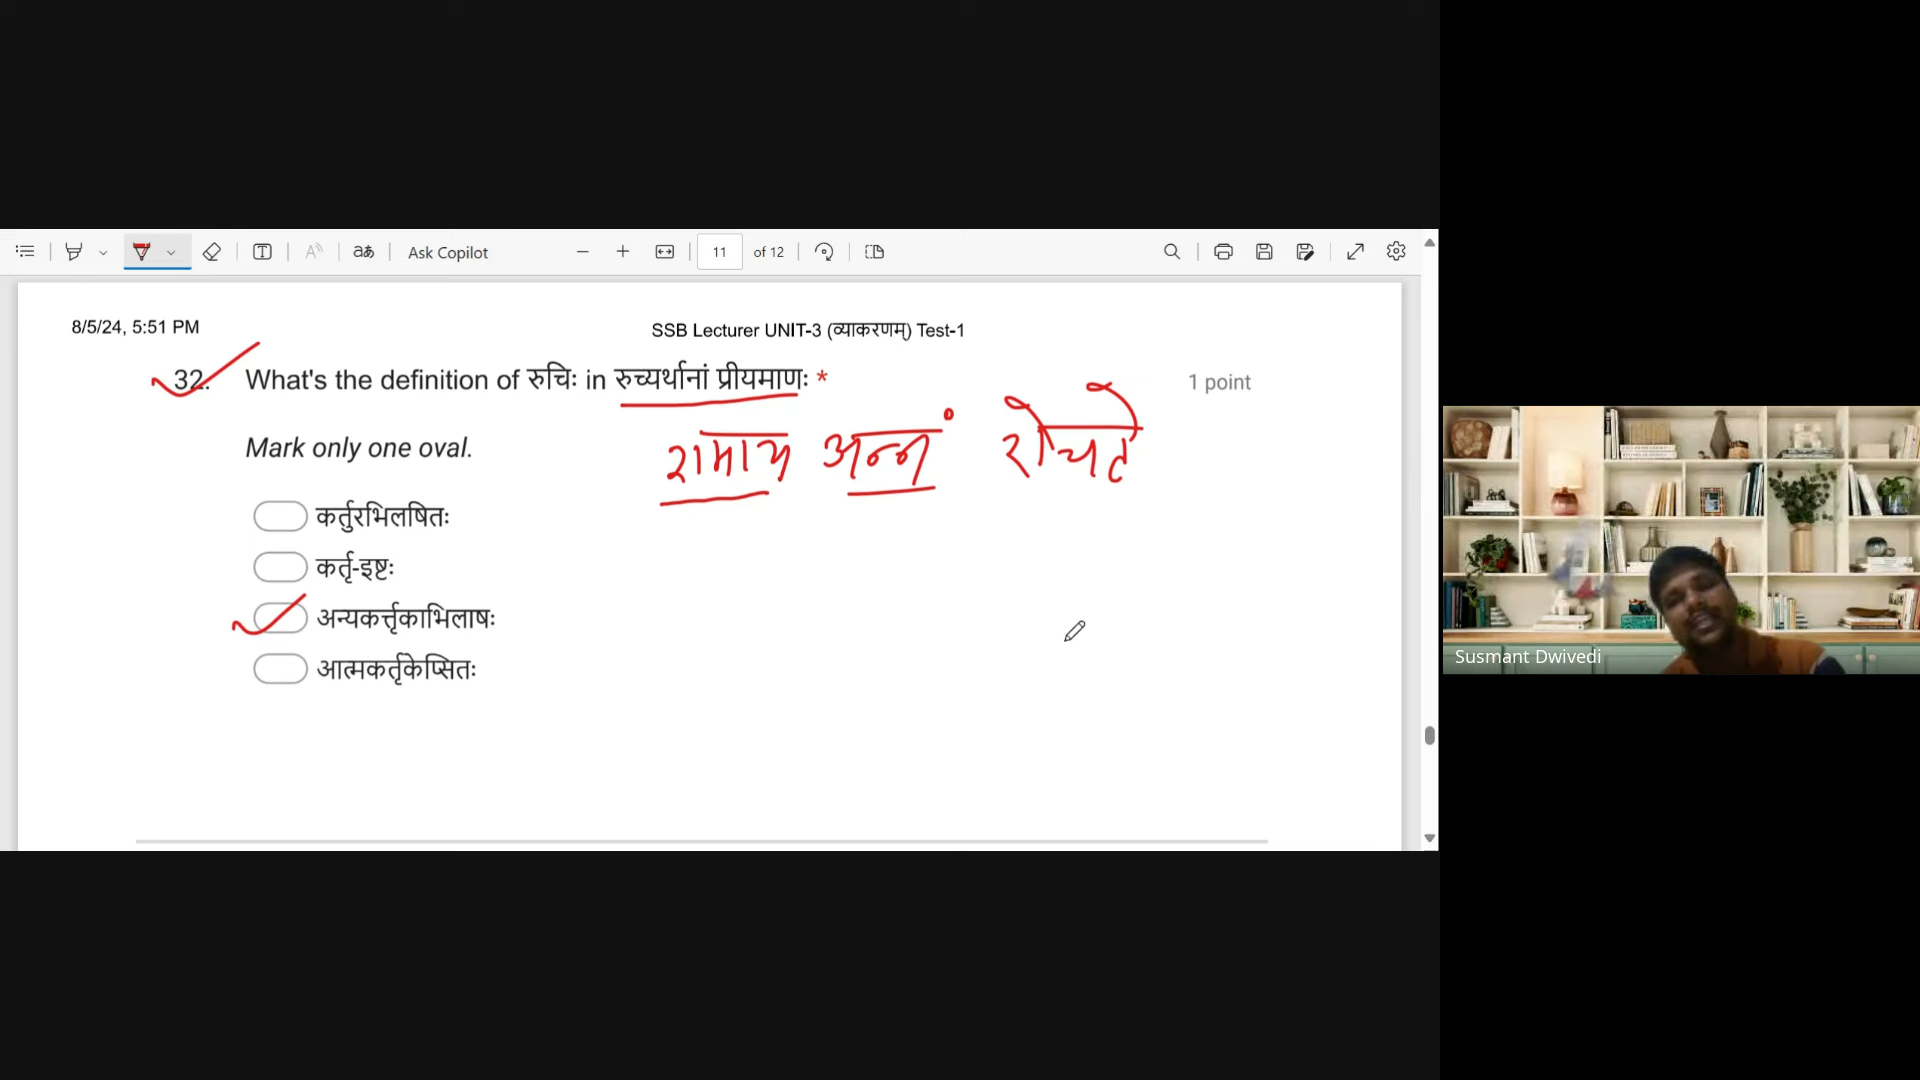 Ask Copilot
11 of 12
8/5/24, 5:51 PM
SSB Lecturer UNIT-3 (व्याकरणम्) Test-1
32. What's the definition of रुचिः in रुच्यर्थानां प्रीयमाणः *
1 point
रामाय अन्नं रोचते
Mark only one oval.
कर्तुरभिलषितः
कर्तृ-इष्टः
अन्यकर्त्तृकाभिलाषः
आत्मकर्तृकेप्सितः
Susmant Dwivedi